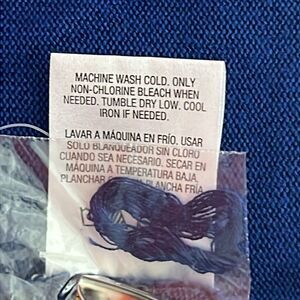 MACHINE WASH COLD. ONLY
NON-CHLORINE BLEACH WHEN
NEEDED. TUMBLE DRY LOW. COOL
IRON IF NEEDED.
LAVAR A MÁQUINA EN FRÍO. USAR
SOLO BLANQUEADOR SIN CLORO
CUANDO SEA NECESARIO. SECAR EN
MÁQUINA A TEMPERATURA BAJA.
PLANCHAR PLANCHA FRÍA